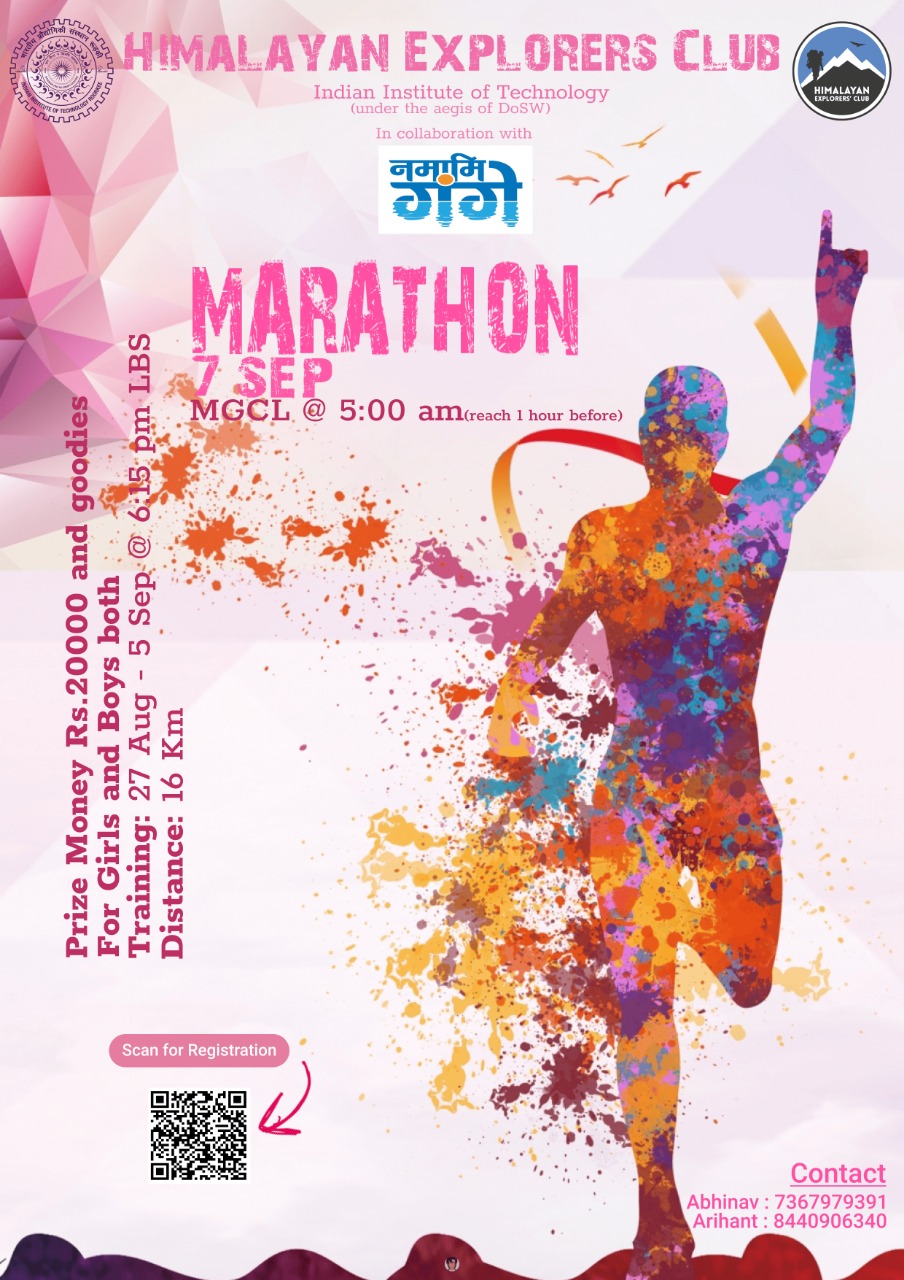 HIMALAYAN EXPLORERS CLUB
Indian Institute of Technology
(under the aegis of DoSW)
In collaboration with
नमामि
गंगे
HIMALAYAN
EXPLORERS' CLUB
MARATHON
7 SEP
MGCL @ 5:00 am(reach 1 hour before)
Prize Money Rs.20000 and goodies
For Girls and Boys both
Training: 27 Aug - 5 Sep @ 6:15 pm LBS
Distance: 16 Km
Scan for Registration
Contact
Abhinav : 7367979391
Arihant : 8440906340